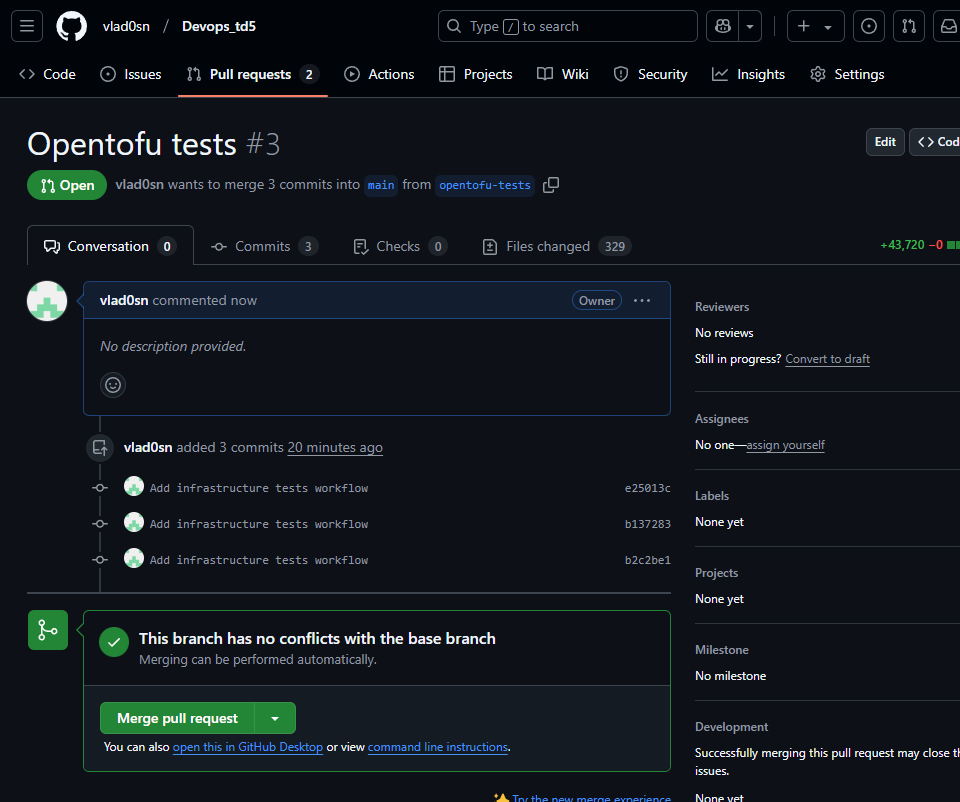 vlad0sn / Devops_td5
Type / to search
Code
Issues
Pull requests 2
Actions
Projects
Wiki
Security
Insights
Settings
Opentofu tests #3
Edit
<> Cod
Open
vlad0sn wants to merge 3 commits into main from opentofu-tests
Conversation 0
Commits 3
Checks 0
Files changed 329
+43,720 −0
vlad0sn commented now
Owner
No description provided.
vlad0sn added 3 commits 20 minutes ago
Add infrastructure tests workflow e25013c
Add infrastructure tests workflow b137283
Add infrastructure tests workflow b2c2be1
This branch has no conflicts with the base branch
Merging can be performed automatically.
Merge pull request
You can also open this in GitHub Desktop or view command line instructions.
Try the new merge experience
Reviewers
No reviews
Still in progress? Convert to draft
Assignees
No one—assign yourself
Labels
None yet
Projects
None yet
Milestone
No milestone
Development
Successfully merging this pull request may close th
issues.
None yet